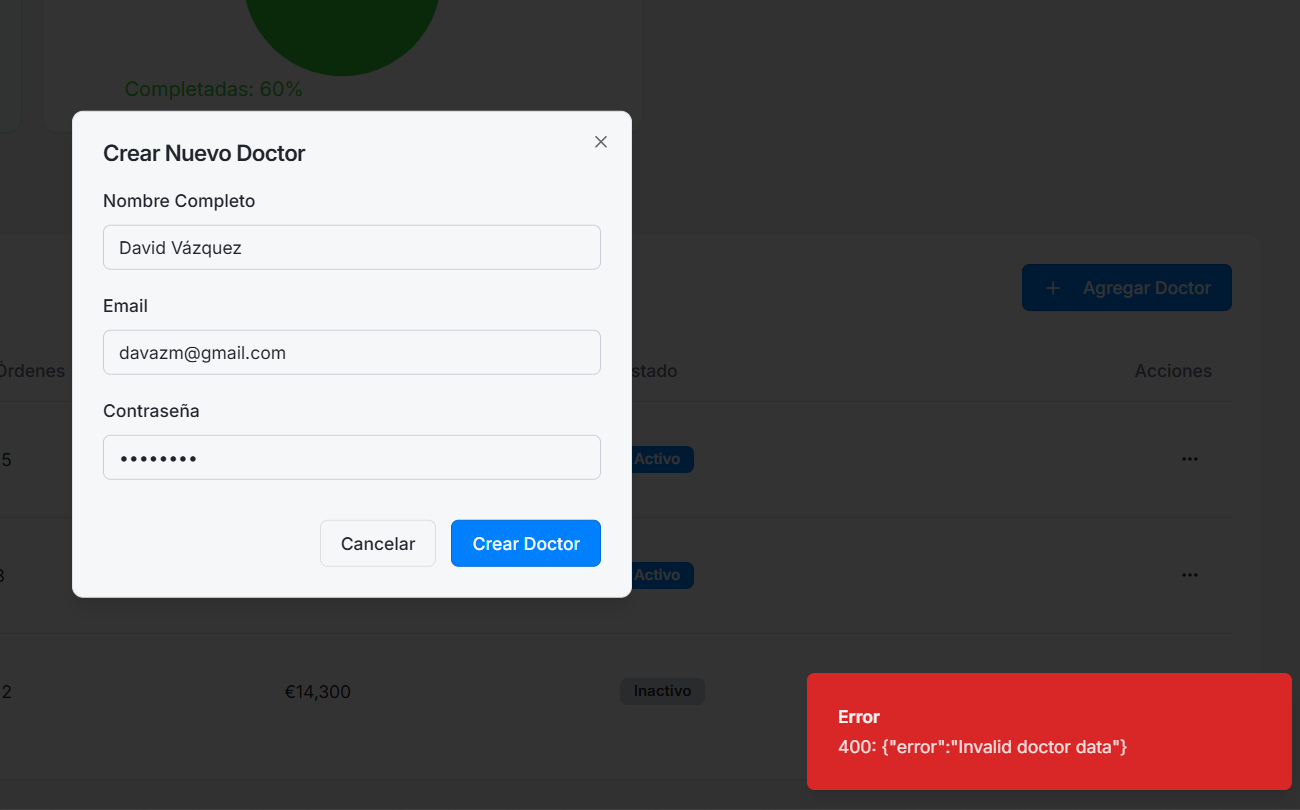 Completadas: 60%
Crear Nuevo Doctor
Nombre Completo
David Vázquez
Email
davazm@gmail.com
Contraseña
••••••••
Cancelar
Crear Doctor
+ Agregar Doctor
Órdenes
stado
Acciones
5
Activo
Activo
2
€14,300
Inactivo
Error
400: {"error":"Invalid doctor data"}